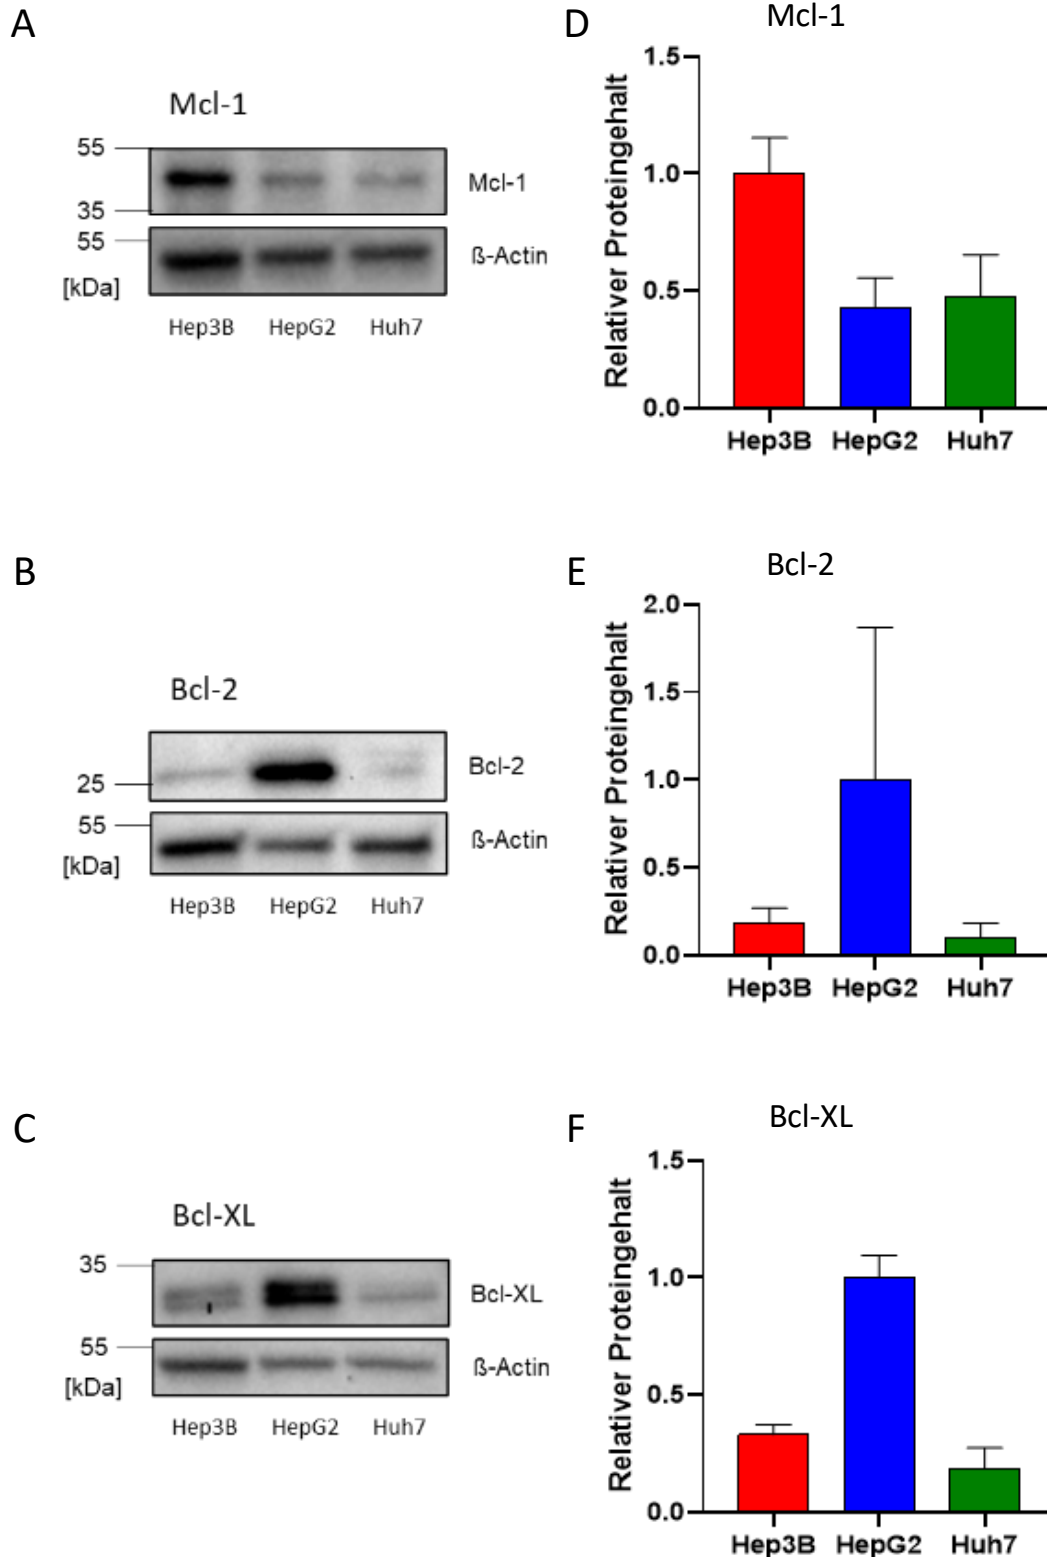 A
Mcl-1
55
35
Mcl-1
55
[kDa]
ß-Actin
Hep3B HepG2 Huh7
D
Mcl-1
Relativer Proteingehalt
1.5
1.0
0.5
0.0
Hep3B HepG2 Huh7
B
Bcl-2
25
Bcl-2
55
[kDa]
ß-Actin
Hep3B HepG2 Huh7
E
Bcl-2
Relativer Proteingehalt
2.0
1.5
1.0
0.5
0.0
Hep3B HepG2 Huh7
C
Bcl-XL
35
Bcl-XL
55
[kDa]
ß-Actin
Hep3B HepG2 Huh7
F
Bcl-XL
Relativer Proteingehalt
1.5
1.0
0.5
0.0
Hep3B HepG2 Huh7